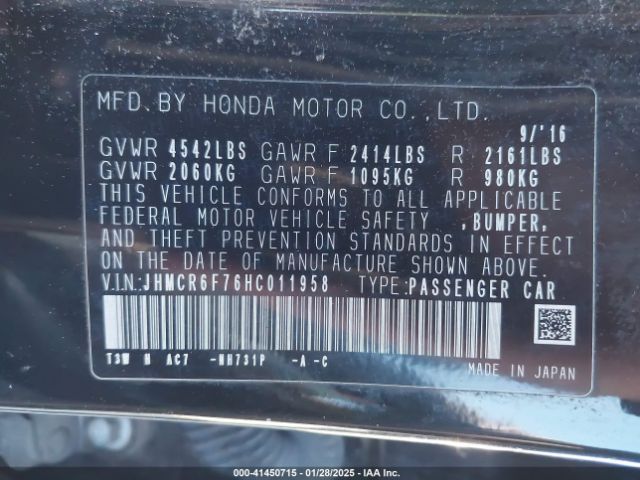 MFD. BY HONDA MOTOR CO.,LTD.
9/'16
GVWR 4542LBS GAWR F 2414LBS R 2161LBS
GVWR 2060KG GAWR F 1095KG R 980KG
THIS VEHICLE CONFORMS TO ALL APPLICABLE
FEDERAL MOTOR VEHICLE SAFETY ,BUMPER,
AND THEFT PREVENTION STANDARDS IN EFFECT
ON THE DATE OF MANUFACTURE SHOWN ABOVE.
V.I.N:JHMCR6F76HC011958 TYPE:PASSENGER CAR
T3W N AC7 -NH731P -A -C
MADE IN JAPAN
000-41450715 — 01/28/2025 — IAA Inc.